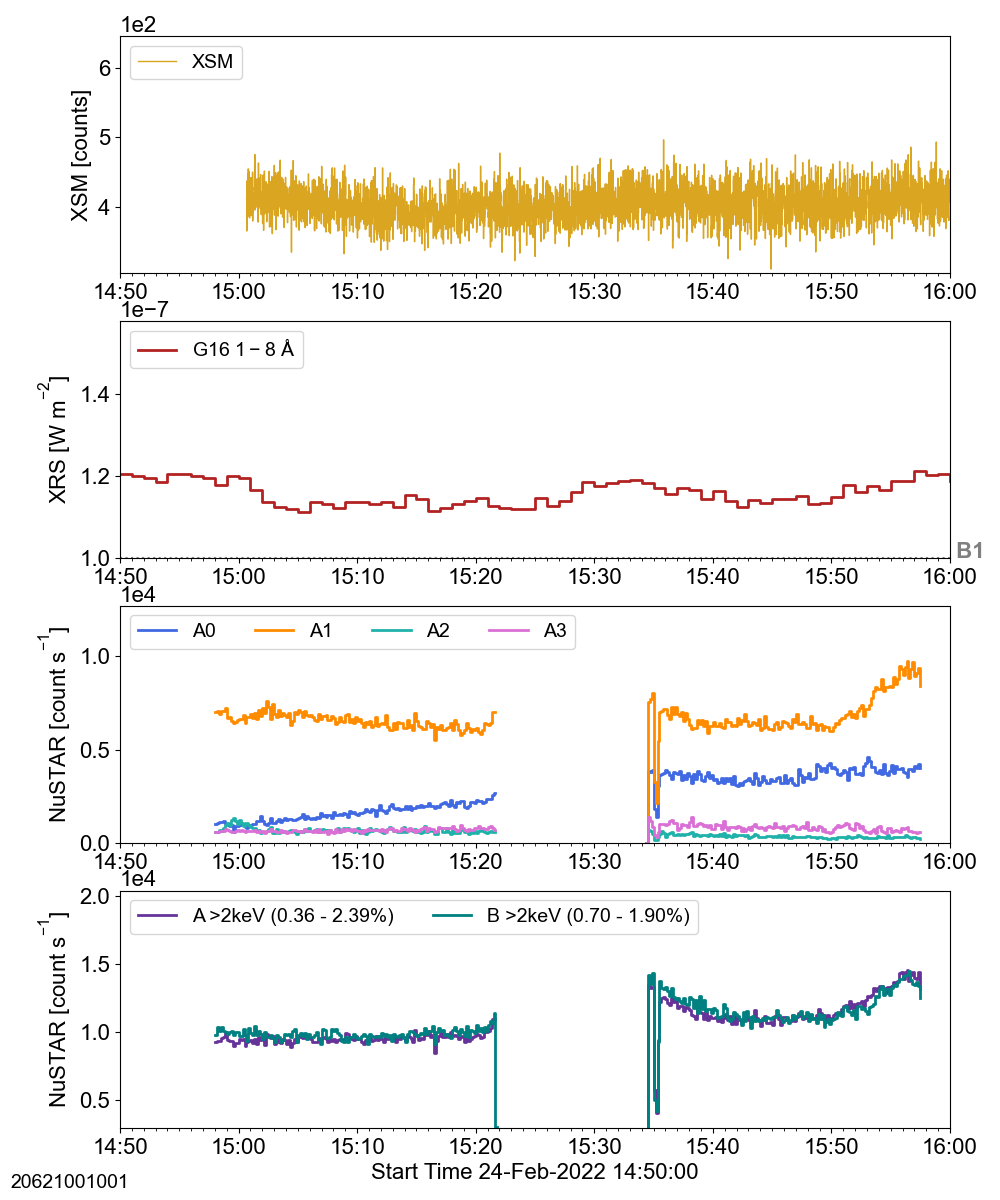 1e2
XSM [counts]
6
5
4
XSM
14:50 15:00 15:10 15:20 15:30 15:40 15:50 16:00
1e−7
XRS [W m−2]
1.4
1.2
1.0
G16 1 − 8 Å
B1
14:50 15:00 15:10 15:20 15:30 15:40 15:50 16:00
1e4
NuSTAR [count s−1]
1.0
0.5
0.0
A0 A1 A2 A3
14:50 15:00 15:10 15:20 15:30 15:40 15:50 16:00
1e4
NuSTAR [count s−1]
2.0
1.5
1.0
0.5
A >2keV (0.36 - 2.39%) B >2keV (0.70 - 1.90%)
14:50 15:00 15:10 15:20 15:30 15:40 15:50 16:00
Start Time 24-Feb-2022 14:50:00
20621001001